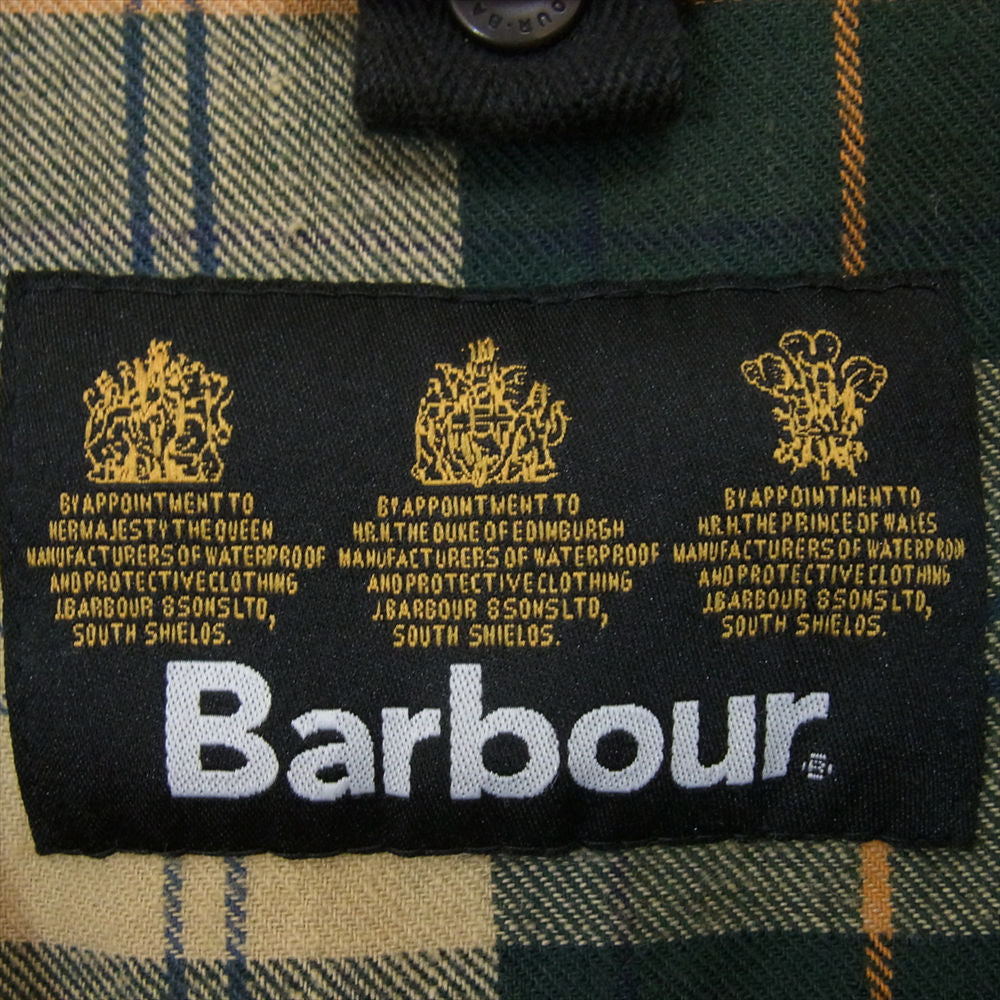 BY APPOINTMENT TO
HER MAJESTY THE QUEEN
MANUFACTURERS OF WATERPROOF
AND PROTECTIVE CLOTHING
J.BARBOUR & SONS LTD,
SOUTH SHIELDS.
BY APPOINTMENT TO
H.R.H. THE DUKE OF EDINBURGH
MANUFACTURERS OF WATERPROOF
AND PROTECTIVE CLOTHING
J.BARBOUR & SONS LTD,
SOUTH SHIELDS.
BY APPOINTMENT TO
H.R.H. THE PRINCE OF WALES
MANUFACTURERS OF WATERPROOF
AND PROTECTIVE CLOTHING
J.BARBOUR & SONS LTD,
SOUTH SHIELDS.
Barbour